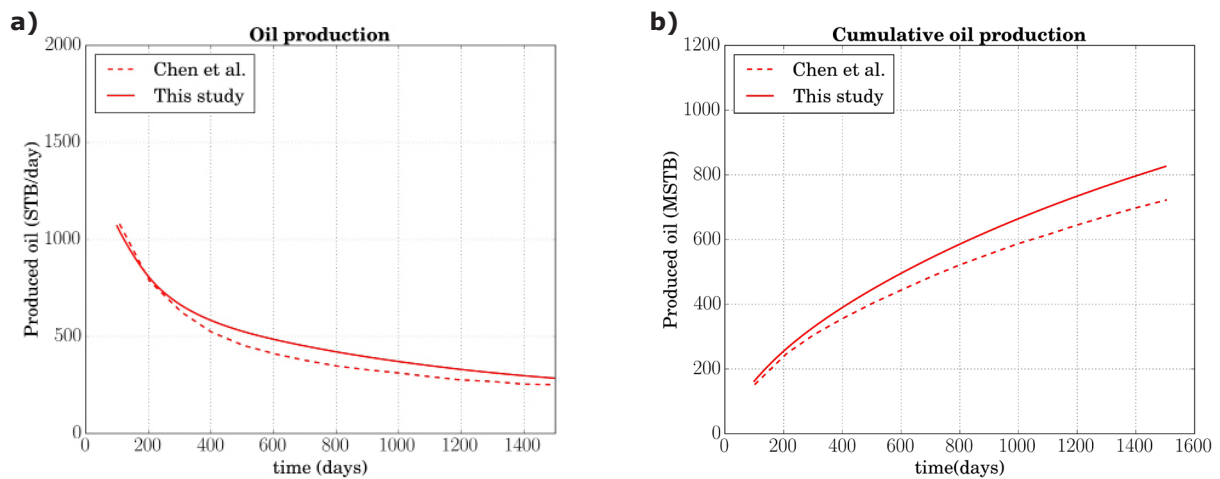 a)
Oil production
2000
1500
1000
500
0
Produced oil (STB/day)
Chen et al.
This study
0 200 400 600 800 1000 1200 1400
time (days)
b)
Cumulative oil production
1200
1000
800
600
400
200
0
Produced oil (MSTB)
Chen et al.
This study
0 200 400 600 800 1000 1200 1400 1600
time(days)